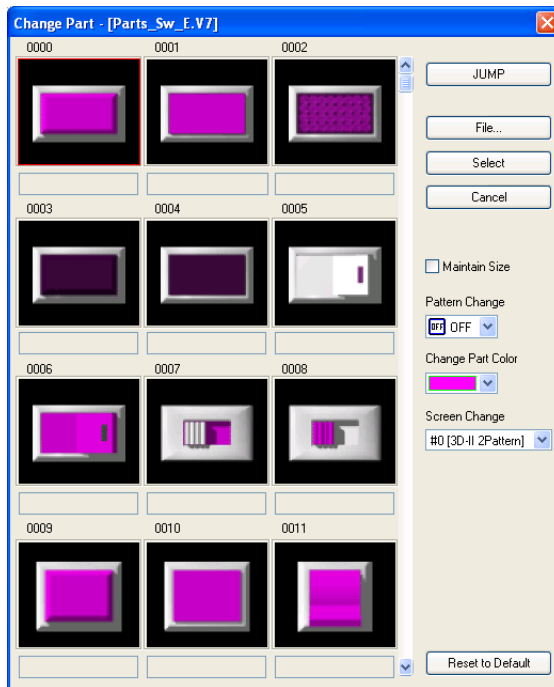 Change Part - [Parts_Sw_E.V7]
0000 0001 0002
JUMP
File...
Select
Cancel
0003 0004 0005
Maintain Size
Pattern Change
OFF OFF
Change Part Color
0006 0007 0008
Screen Change
#0 [3D-II 2Pattern]
0009 0010 0011
Reset to Default